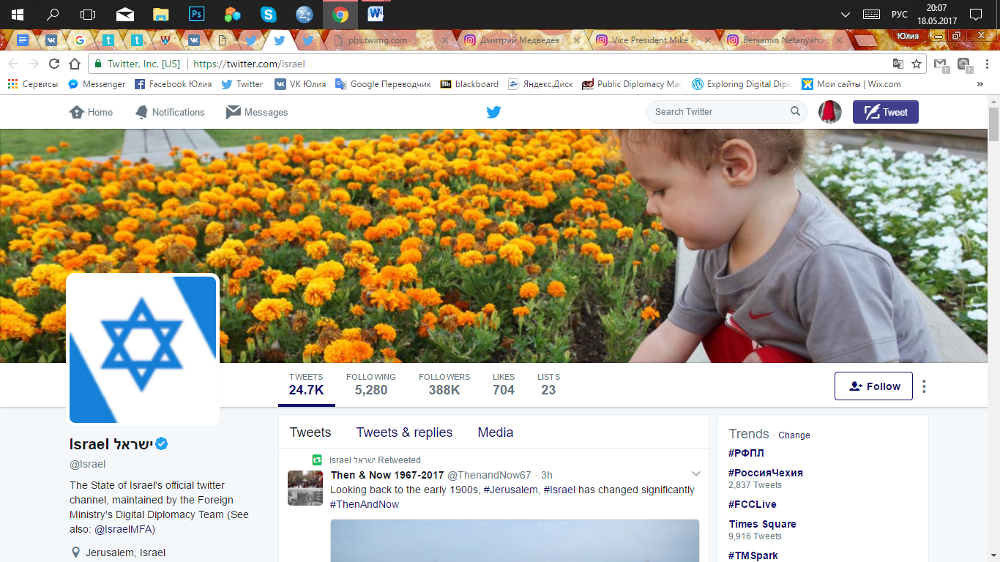 20:07
РУС
18.05.2017
pbs.twimg.com
Дмитрий Медведев
Vice President Mike P
Benjamin Netanyahu
Юлия
Twitter, Inc. [US]
https://twitter.com/israel
Сервисы
Messenger
Facebook Юлия
Twitter
VK Юлия
Google Переводчик
Bb blackboard
Яндекс.Диск
Public Diplomacy Mag
Exploring Digital Dipl
Мои сайты | Wix.com
»
Home
Notifications
Messages
Search Twitter
Tweet
TWEETS FOLLOWING FOLLOWERS LIKES LISTS
24.7K 5,280 388K 704 23
Follow
Israel ישראל
@Israel
The State of Israel's official twitter
channel, maintained by the Foreign
Ministry's Digital Diplomacy Team (See
also: @IsraelMFA)
Jerusalem, Israel
Tweets Tweets & replies Media
Israel ישראל Retweeted
Then & Now 1967-2017 @ThenandNow67 · 3h
Looking back to the early 1900s, #Jerusalem, #Israel has changed significantly
#ThenAndNow
Trends · Change
#РФПЛ
#РоссияЧехия
2,837 Tweets
#FCCLive
Times Square
9,916 Tweets
#TMSpark